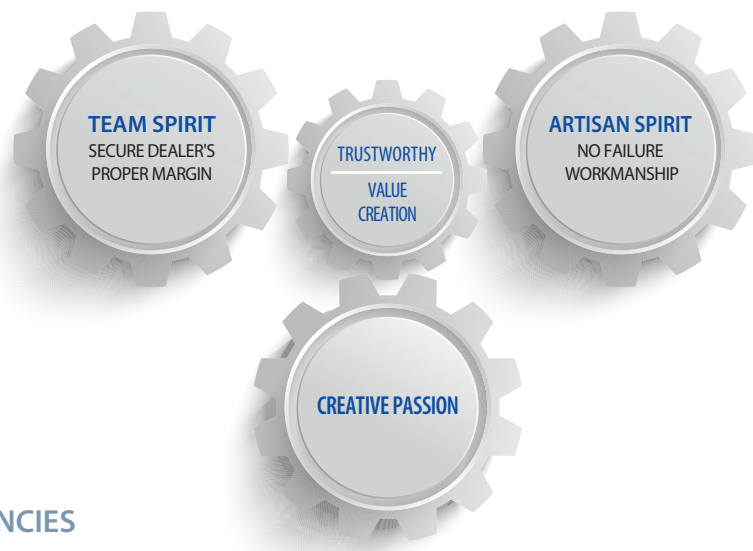 TEAM SPIRIT
SECURE DEALER'S
PROPER MARGIN
TRUSTWORTHY
VALUE
CREATION
ARTISAN SPIRIT
NO FAILURE
WORKMANSHIP
CREATIVE PASSION
NCIES